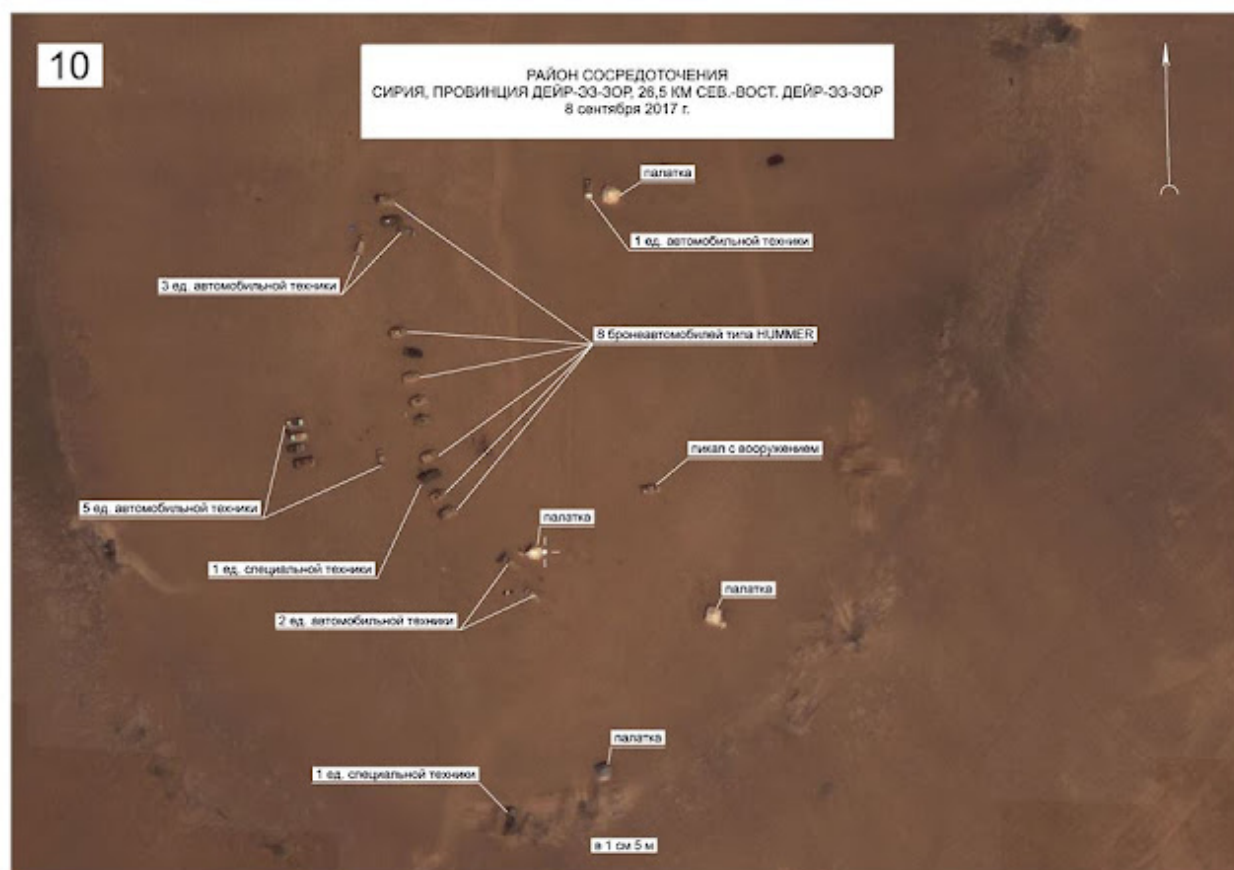 10
РАЙОН СОСРЕДОТОЧЕНИЯ
СИРИЯ, ПРОВИНЦИЯ ДЕЙР-ЭЗ-ЗОР, 26,5 КМ СЕВ.-ВОСТ. ДЕЙР-ЭЗ-ЗОР
8 сентября 2017 г.
палатка
1 ед. автомобильной техники
3 ед. автомобильной техники
8 бронеавтомобилей типа HUMMER
пикап с вооружением
5 ед. автомобильной техники
палатка
1 ед. специальной техники
палатка
2 ед. автомобильной техники
палатка
1 ед. специальной техники
в 1 см 5 м